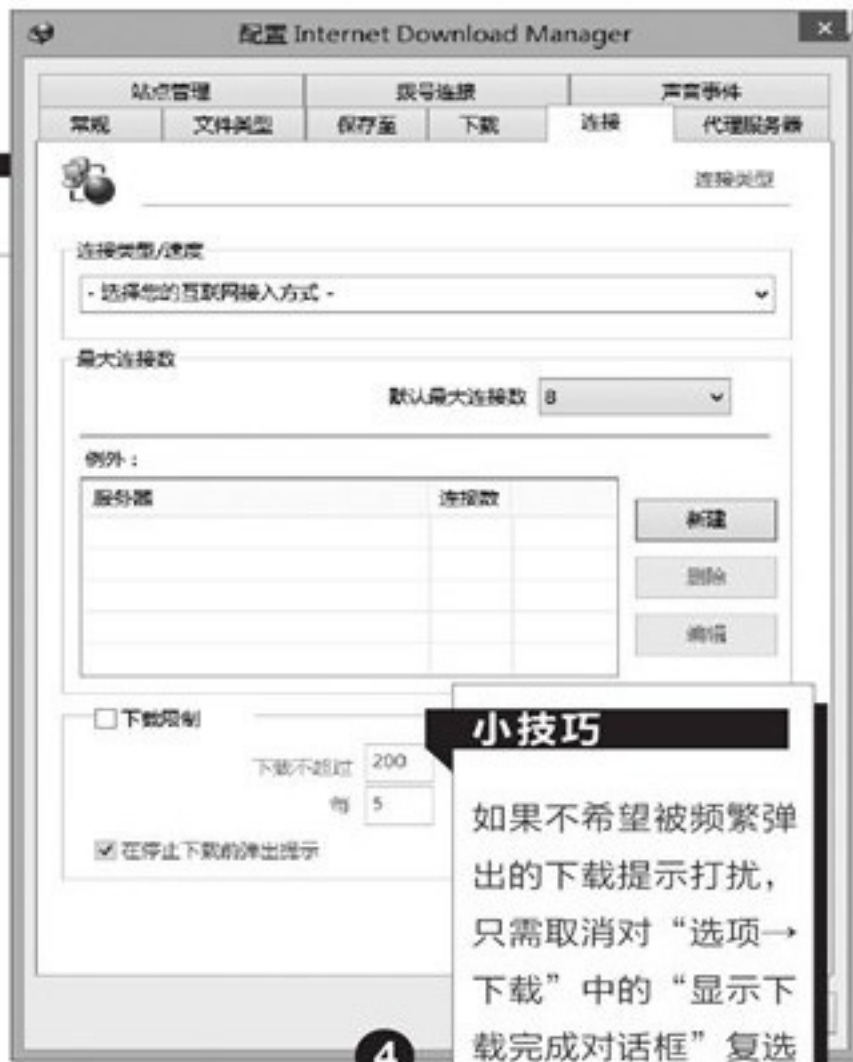 配置 Internet Download Manager
站点管理 拨号连接 声音事件
常规 文件类型 保存至 下载 连接 代理服务器
连接类型
连接类型/速度
- 选择您的互联网接入方式 -
最大连接数
默认最大连接数 8
例外：
服务器 连接数
新建
删除
编辑
下载限制
下载不超过 200
每 5
在停止下载前弹出提示
小技巧
如果不希望被频繁弹
出的下载提示打扰，
只需取消对“选项→
下载”中的“显示下
载完成对话框”复选
4